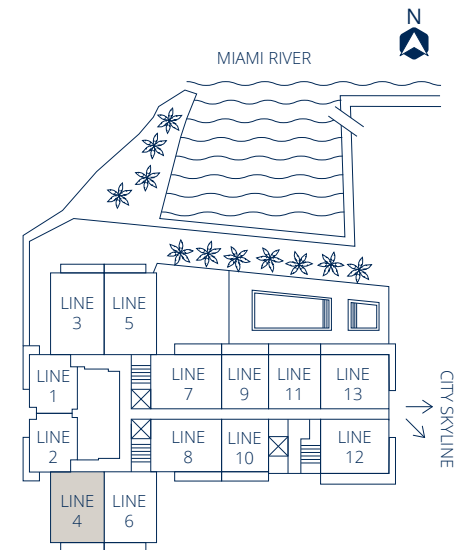 N
MIAMI RIVER
LINE
3
LINE
5
LINE
1
LINE
7
LINE
9
LINE
11
LINE
13
CITY SKYLINE
LINE
2
LINE
8
LINE
10
LINE
12
LINE
4
LINE
6